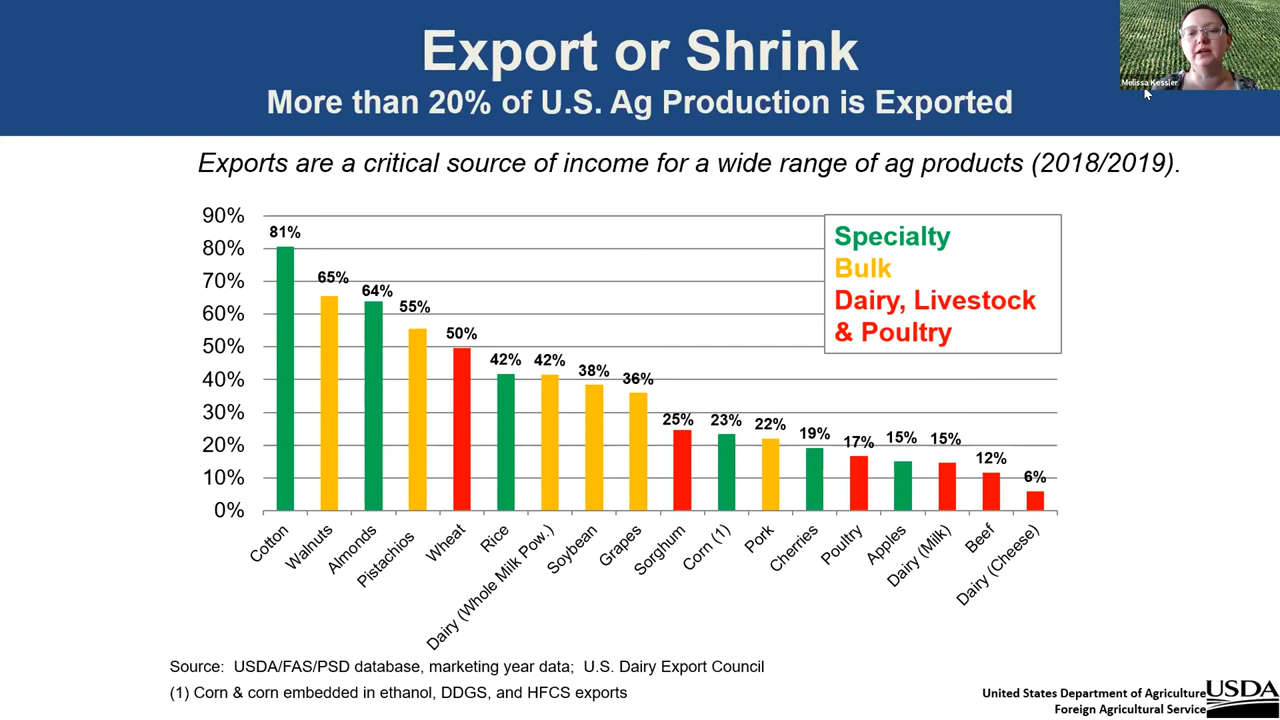 Export or Shrink
More than 20% of U.S. Ag Production is Exported
Melissa Kessler
Exports are a critical source of income for a wide range of ag products (2018/2019).
90%
80%
70%
60%
50%
40%
30%
20%
10%
0%
81%
65%
64%
55%
50%
42%
42%
38%
36%
25%
23%
22%
19%
17%
15%
15%
12%
6%
Specialty
Bulk
Dairy, Livestock
& Poultry
Cotton
Walnuts
Almonds
Pistachios
Wheat
Rice
Dairy (Whole Milk Pow.)
Soybean
Grapes
Sorghum
Corn (1)
Pork
Cherries
Poultry
Apples
Dairy (Milk)
Beef
Dairy (Cheese)
Source: USDA/FAS/PSD database, marketing year data; U.S. Dairy Export Council
(1) Corn & corn embedded in ethanol, DDGS, and HFCS exports
United States Department of Agriculture
Foreign Agricultural Service
USDA